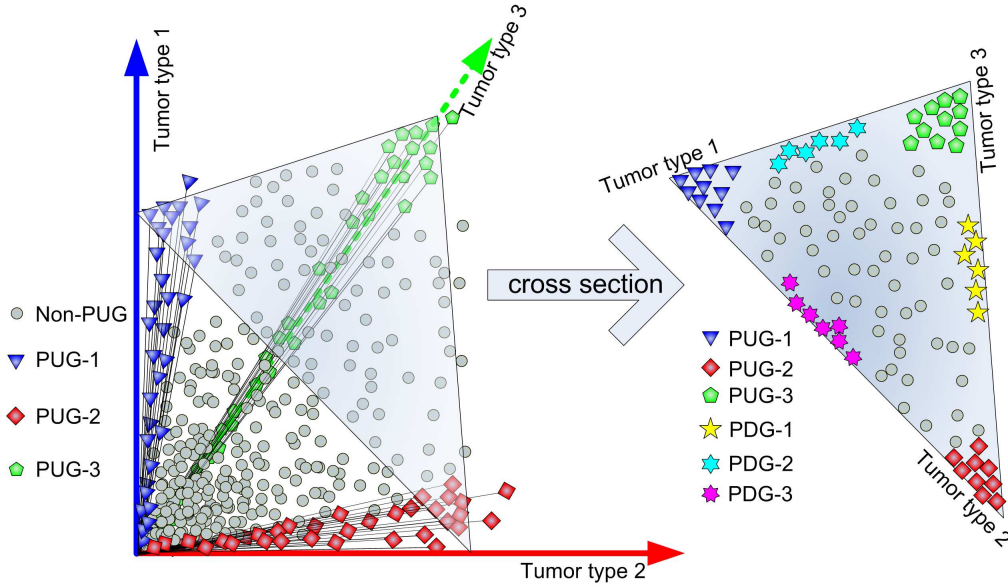 Tumor type 1
Tumor type 3
Non-PUG
PUG-1
PUG-2
PUG-3
Tumor type 2
cross section
Tumor type 1
Tumor type 3
Tumor type 2
PUG-1
PUG-2
PUG-3
PDG-1
PDG-2
PDG-3